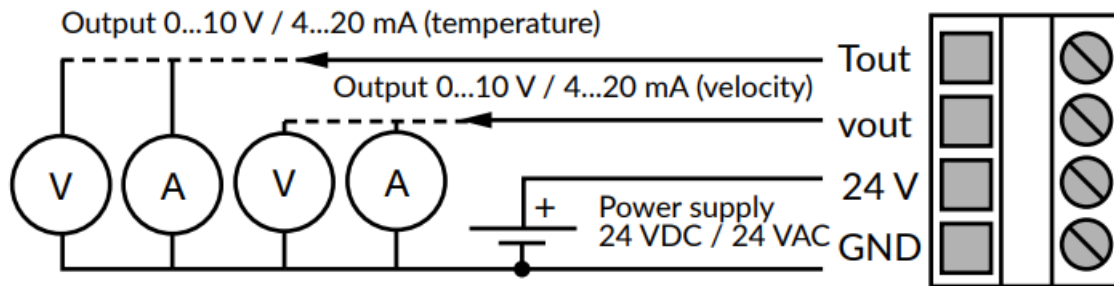 Output 0...10 V / 4...20 mA (temperature)
Tout
Output 0...10 V / 4...20 mA (velocity)
vout
V
A
V
A
24 V
+
Power supply
24 VDC / 24 VAC
GND